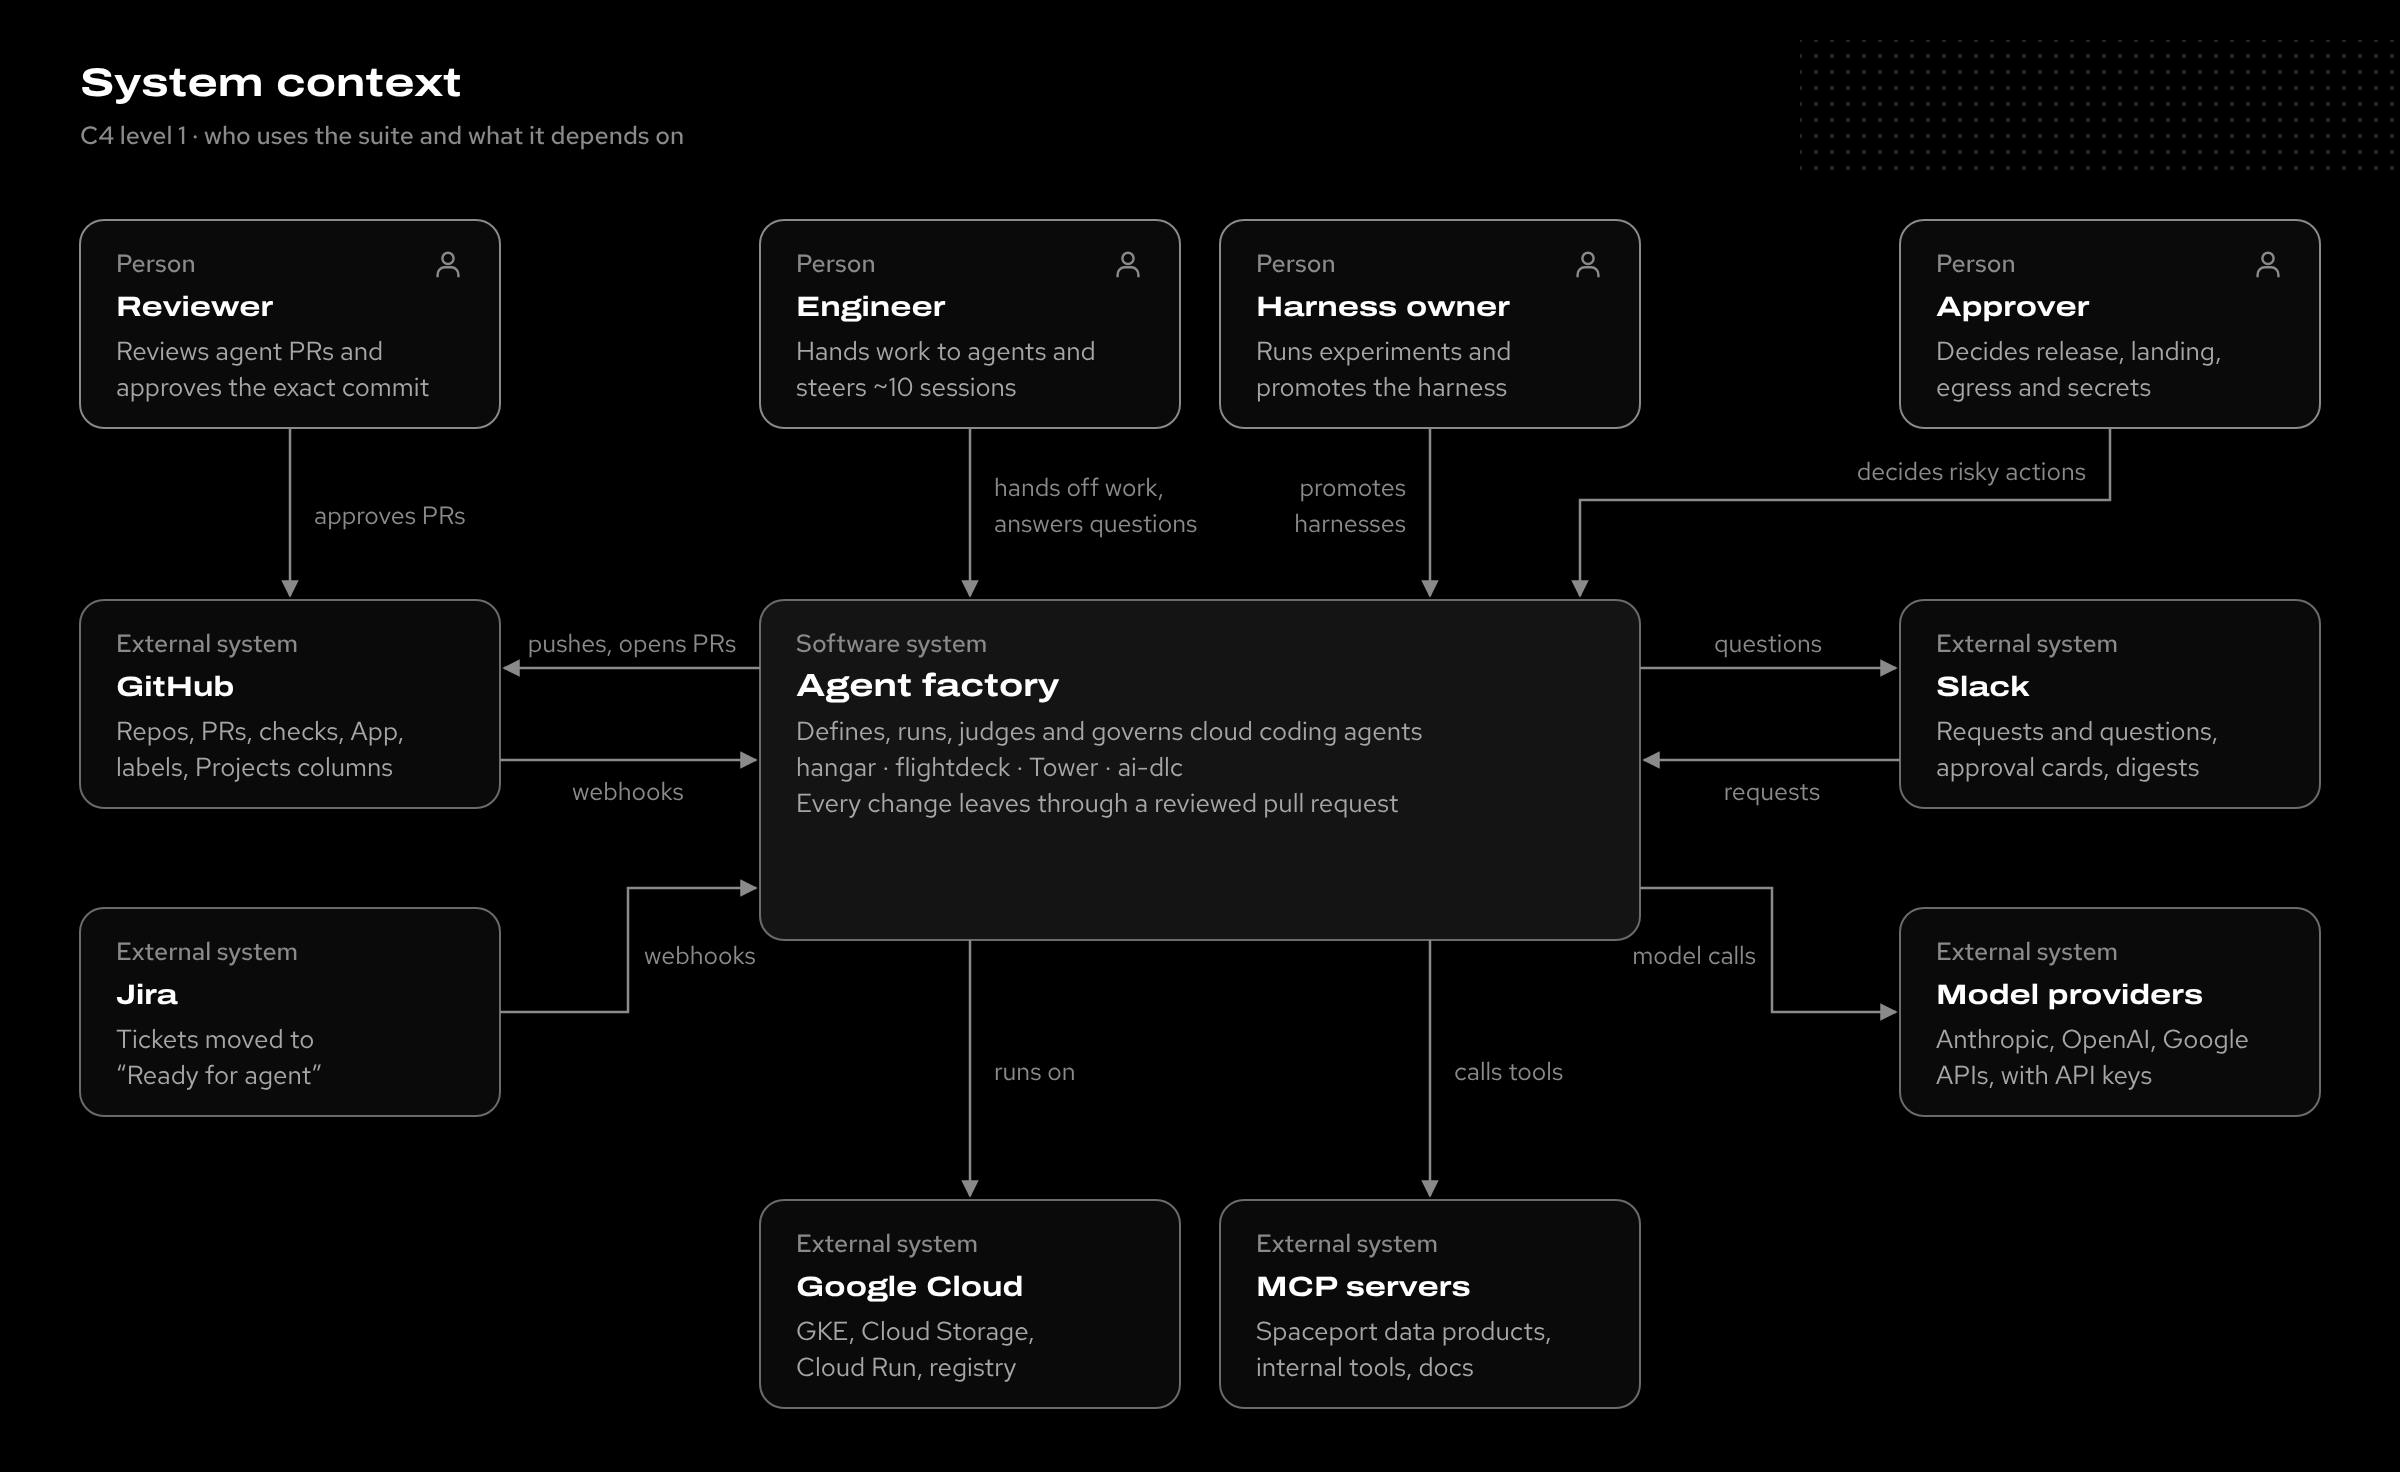 System context
C4 level 1 · who uses the suite and what it depends on
Person
Reviewer
Reviews agent PRs and
approves the exact commit
Person
Engineer
Hands work to agents and
steers ~10 sessions
Person
Harness owner
Runs experiments and
promotes the harness
Person
Approver
Decides release, landing,
egress and secrets
approves PRs
hands off work,
answers questions
promotes
harnesses
decides risky actions
External system
GitHub
Repos, PRs, checks, App,
labels, Projects columns
pushes, opens PRs
webhooks
Software system
Agent factory
Defines, runs, judges and governs cloud coding agents
hangar · flightdeck · Tower · ai-dlc
Every change leaves through a reviewed pull request
questions
requests
External system
Slack
Requests and questions,
approval cards, digests
External system
Jira
Tickets moved to
“Ready for agent”
webhooks
model calls
External system
Model providers
Anthropic, OpenAI, Google
APIs, with API keys
runs on
calls tools
External system
Google Cloud
GKE, Cloud Storage,
Cloud Run, registry
External system
MCP servers
Spaceport data products,
internal tools, docs